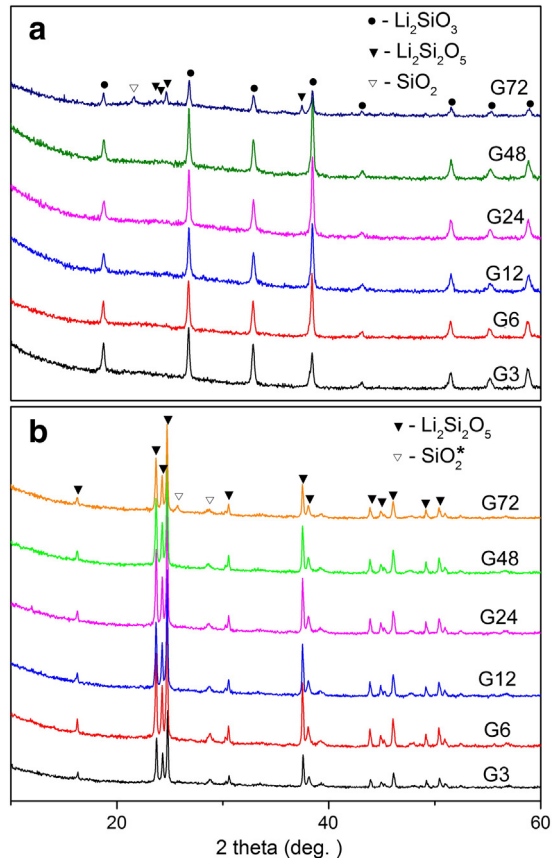 a
● - Li₂SiO₃
▼ - Li₂Si₂O₅
▽ - SiO₂
G72
G48
G24
G12
G6
G3
b
▼ - Li₂Si₂O₅
▽ - SiO₂*
G72
G48
G24
G12
G6
G3
20 40 60
2 theta (deg. )